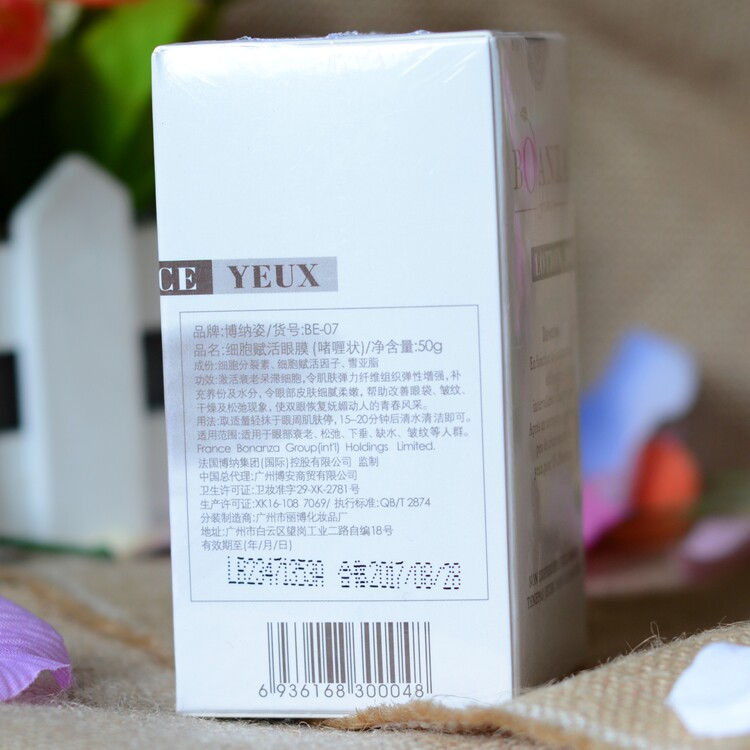 CE YEUX
品牌:博纳姿/货号:BE-07
品名:细胞赋活眼膜(啫喱状)/净含量:50g
成份:细胞分裂素、细胞赋活因子、雪亚脂
功效:激活衰老呆滞细胞,令肌肤弹力纤维组织弹性增强,补
充养份及水分,令眼部皮肤细腻柔嫩,帮助改善眼袋、皱纹、
干燥及松弛现象,使双眼恢复妩媚动人的青春风采。
用法:取适量轻抹于眼周肌肤停,15-20分钟后清水清洁即可。
适用范围:适用于眼部衰老、松弛、下垂、缺水、皱纹等人群。
France Bonanza Group(int'l) Holdings Limited.
法国博纳集团(国际)控股有限公司 监制
中国总代理:广州博安商贸有限公司
卫生许可证:卫妆准字29-XK-2781号
生产许可证:XK16-108 7069/ 执行标准:QB/T 2874
分装制造商:广州市丽博化妆品厂
地址:广州市白云区望岗工业二路自编18号
有效期至(年/月/日)
LB23471353A 合格2017/08/28
6 936168 300048